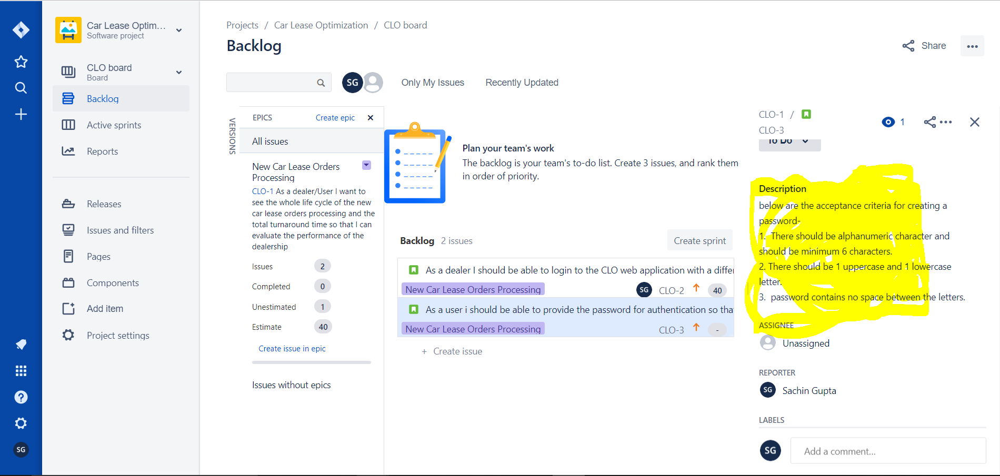 Car Lease Optim...
Software project
CLO board
Board
Backlog
Active sprints
Reports
Releases
Issues and filters
Pages
Components
Add item
Project settings
SG
Projects / Car Lease Optimization / CLO board
Backlog
Share
SG
Only My Issues
Recently Updated
VERSIONS
EPICS
Create epic
All issues
New Car Lease Orders
Processing
CLO-1 As a dealer/User I want to
see the whole life cycle of the new
car lease orders processing and the
total turnaround time so that I can
evaluate the performance of the
dealership
Issues 2
Completed 0
Unestimated 1
Estimate 40
Create issue in epic
Issues without epics
Plan your team's work
The backlog is your team's to-do list. Create 3 issues, and rank them
in order of priority.
Backlog 2 issues
Create sprint
As a dealer I should be able to login to the CLO web application with a differ
New Car Lease Orders Processing SG CLO-2 40
As a user i should be able to provide the password for authentication so tha
New Car Lease Orders Processing CLO-3 -
+ Create issue
CLO-1 /
CLO-3
1
To Do
Description
below are the acceptance criteria for creating a
password-
1. There should be alphanumeric character and
should be minimum 6 characters.
2. There should be 1 uppercase and 1 lowercase
letter.
3. password contains no space between the letters.
ASSIGNEE
Unassigned
REPORTER
SG Sachin Gupta
LABELS
SG Add a comment...